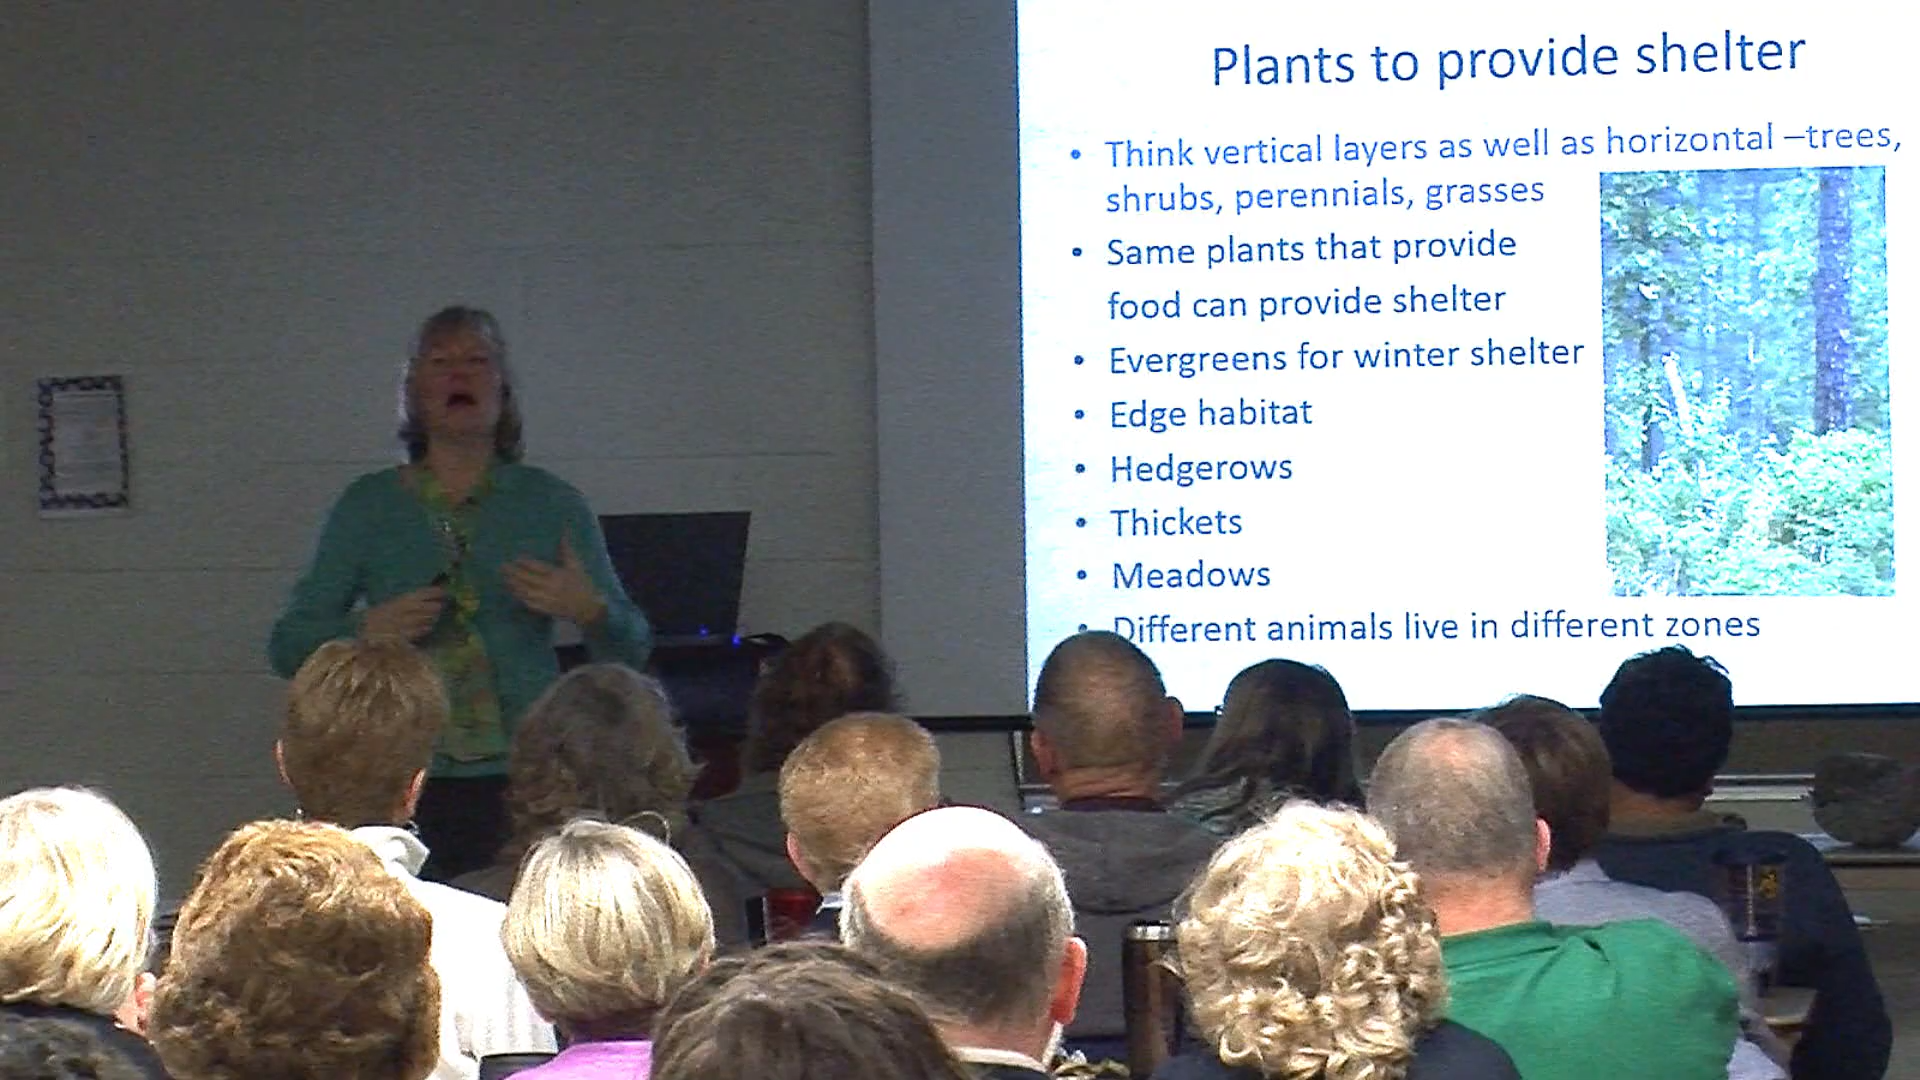 Plants to provide shelter
• Think vertical layers as well as horizontal –trees,
shrubs, perennials, grasses
• Same plants that provide
food can provide shelter
• Evergreens for winter shelter
• Edge habitat
• Hedgerows
• Thickets
• Meadows
• Different animals live in different zones